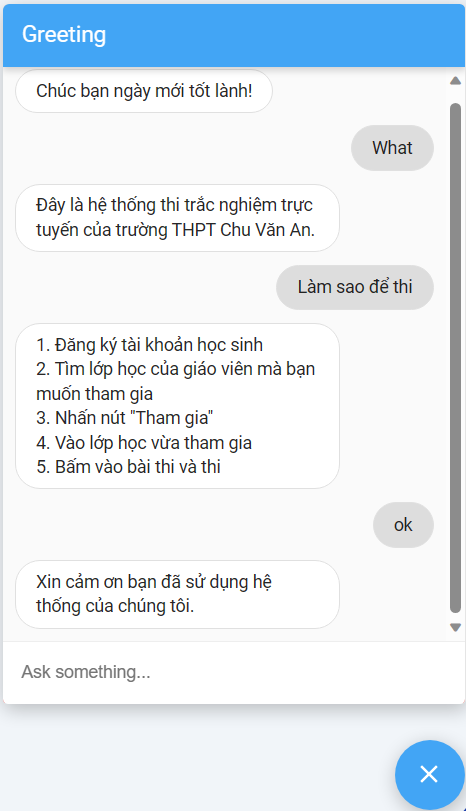 Greeting
Chúc bạn ngày mới tốt lành!
What
Đây là hệ thống thi trắc nghiệm trực
tuyến của trường THPT Chu Văn An.
Làm sao để thi
1. Đăng ký tài khoản học sinh
2. Tìm lớp học của giáo viên mà bạn
muốn tham gia
3. Nhấn nút "Tham gia"
4. Vào lớp học vừa tham gia
5. Bấm vào bài thi và thi
ok
Xin cảm ơn bạn đã sử dụng hệ
thống của chúng tôi.
Ask something...